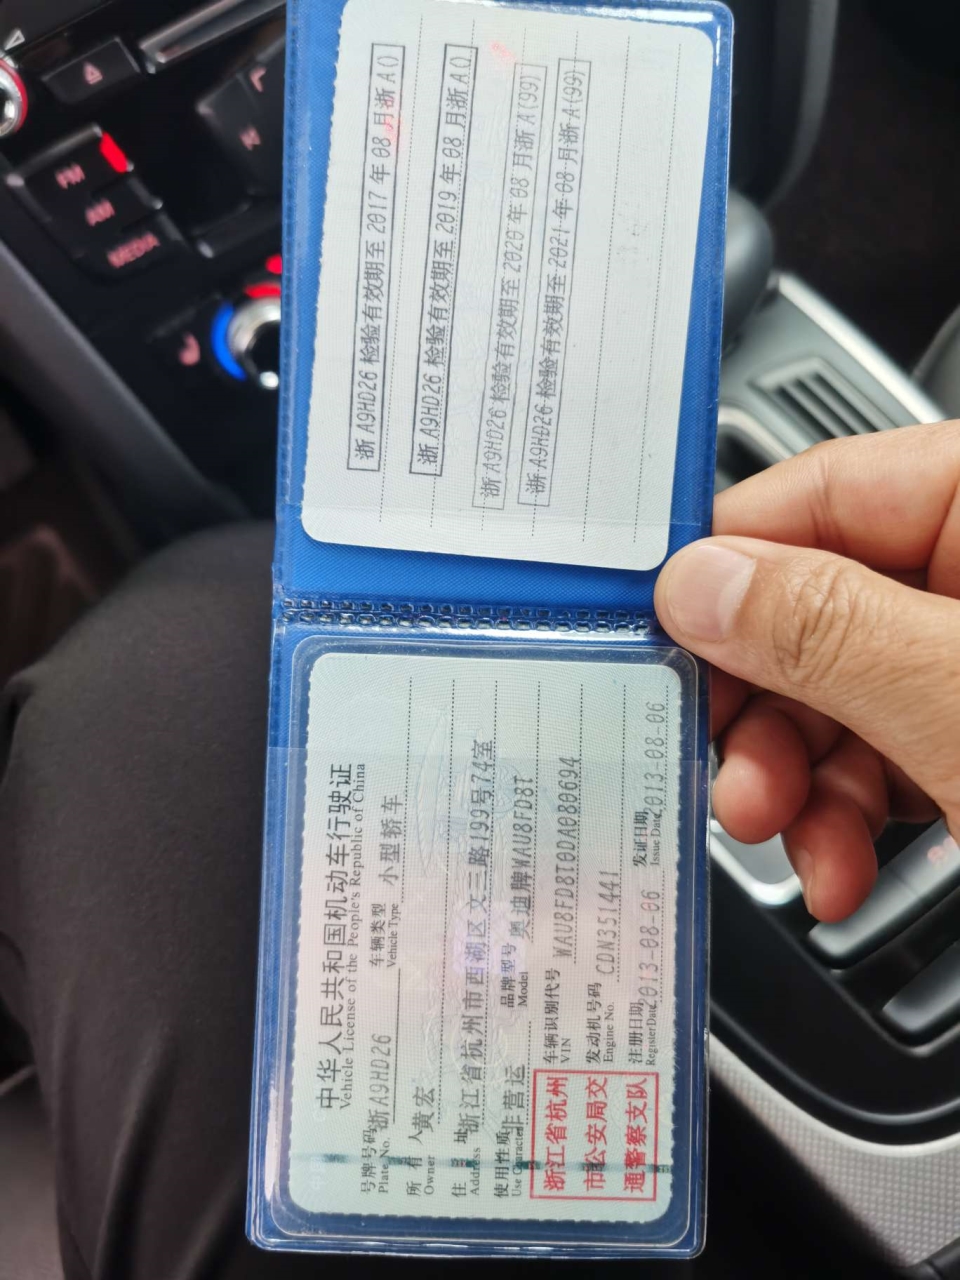 浙A9HD26 检验有效期至2017年08月浙A()
浙A9HD26 检验有效期至2019年08月浙A()
浙A9HD26 检验有效期至2020年08月浙A(99)
浙A9HD26 检验有效期至2021年08月浙A(99)
中华人民共和国机动车行驶证
Vehicle License of the People's Republic of China
号牌号码 浙A9HD26 车辆类型 小型轿车
Plate No. Vehicle Type
所有人 黄宏
Owner
住址 浙江省杭州市西湖区文三路199号74室
Address
使用性质 非营运 品牌型号 奥迪牌WAU8FD8T
Use Character Model
浙江省杭州
市公安局交
通警察支队
车辆识别代号 WAU8FD8T0DA080694
VIN
发动机号码 CDN351441
Engine No.
注册日期 2013-08-06 发证日期 2013-08-06
Register Date Issue Date
FM
AM
MEDIA